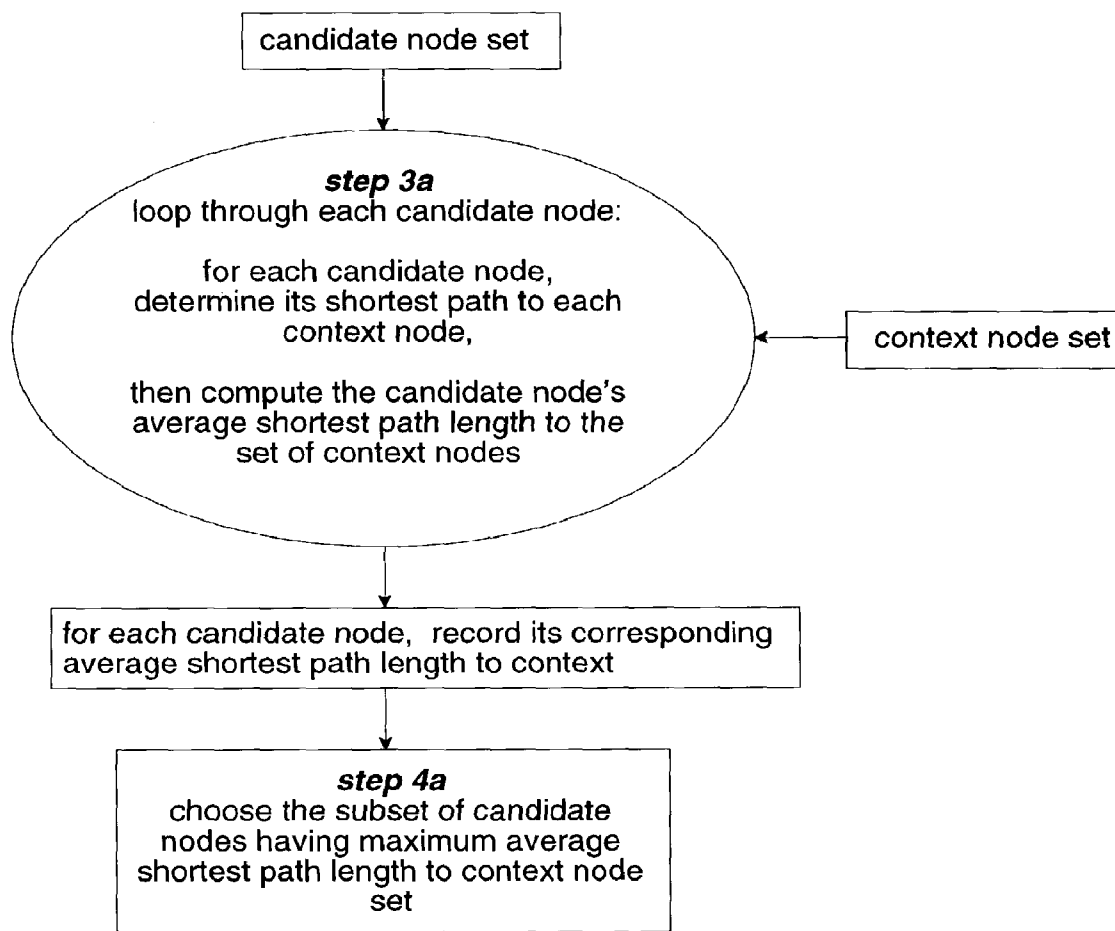 candidate node set
step 3a
loop through each candidate node:
for each candidate node,
determine its shortest path to each
context node,
then compute the candidate node's
average shortest path length to the
set of context nodes
context node set
for each candidate node, record its corresponding
average shortest path length to context
step 4a
choose the subset of candidate
nodes having maximum average
shortest path length to context node
set